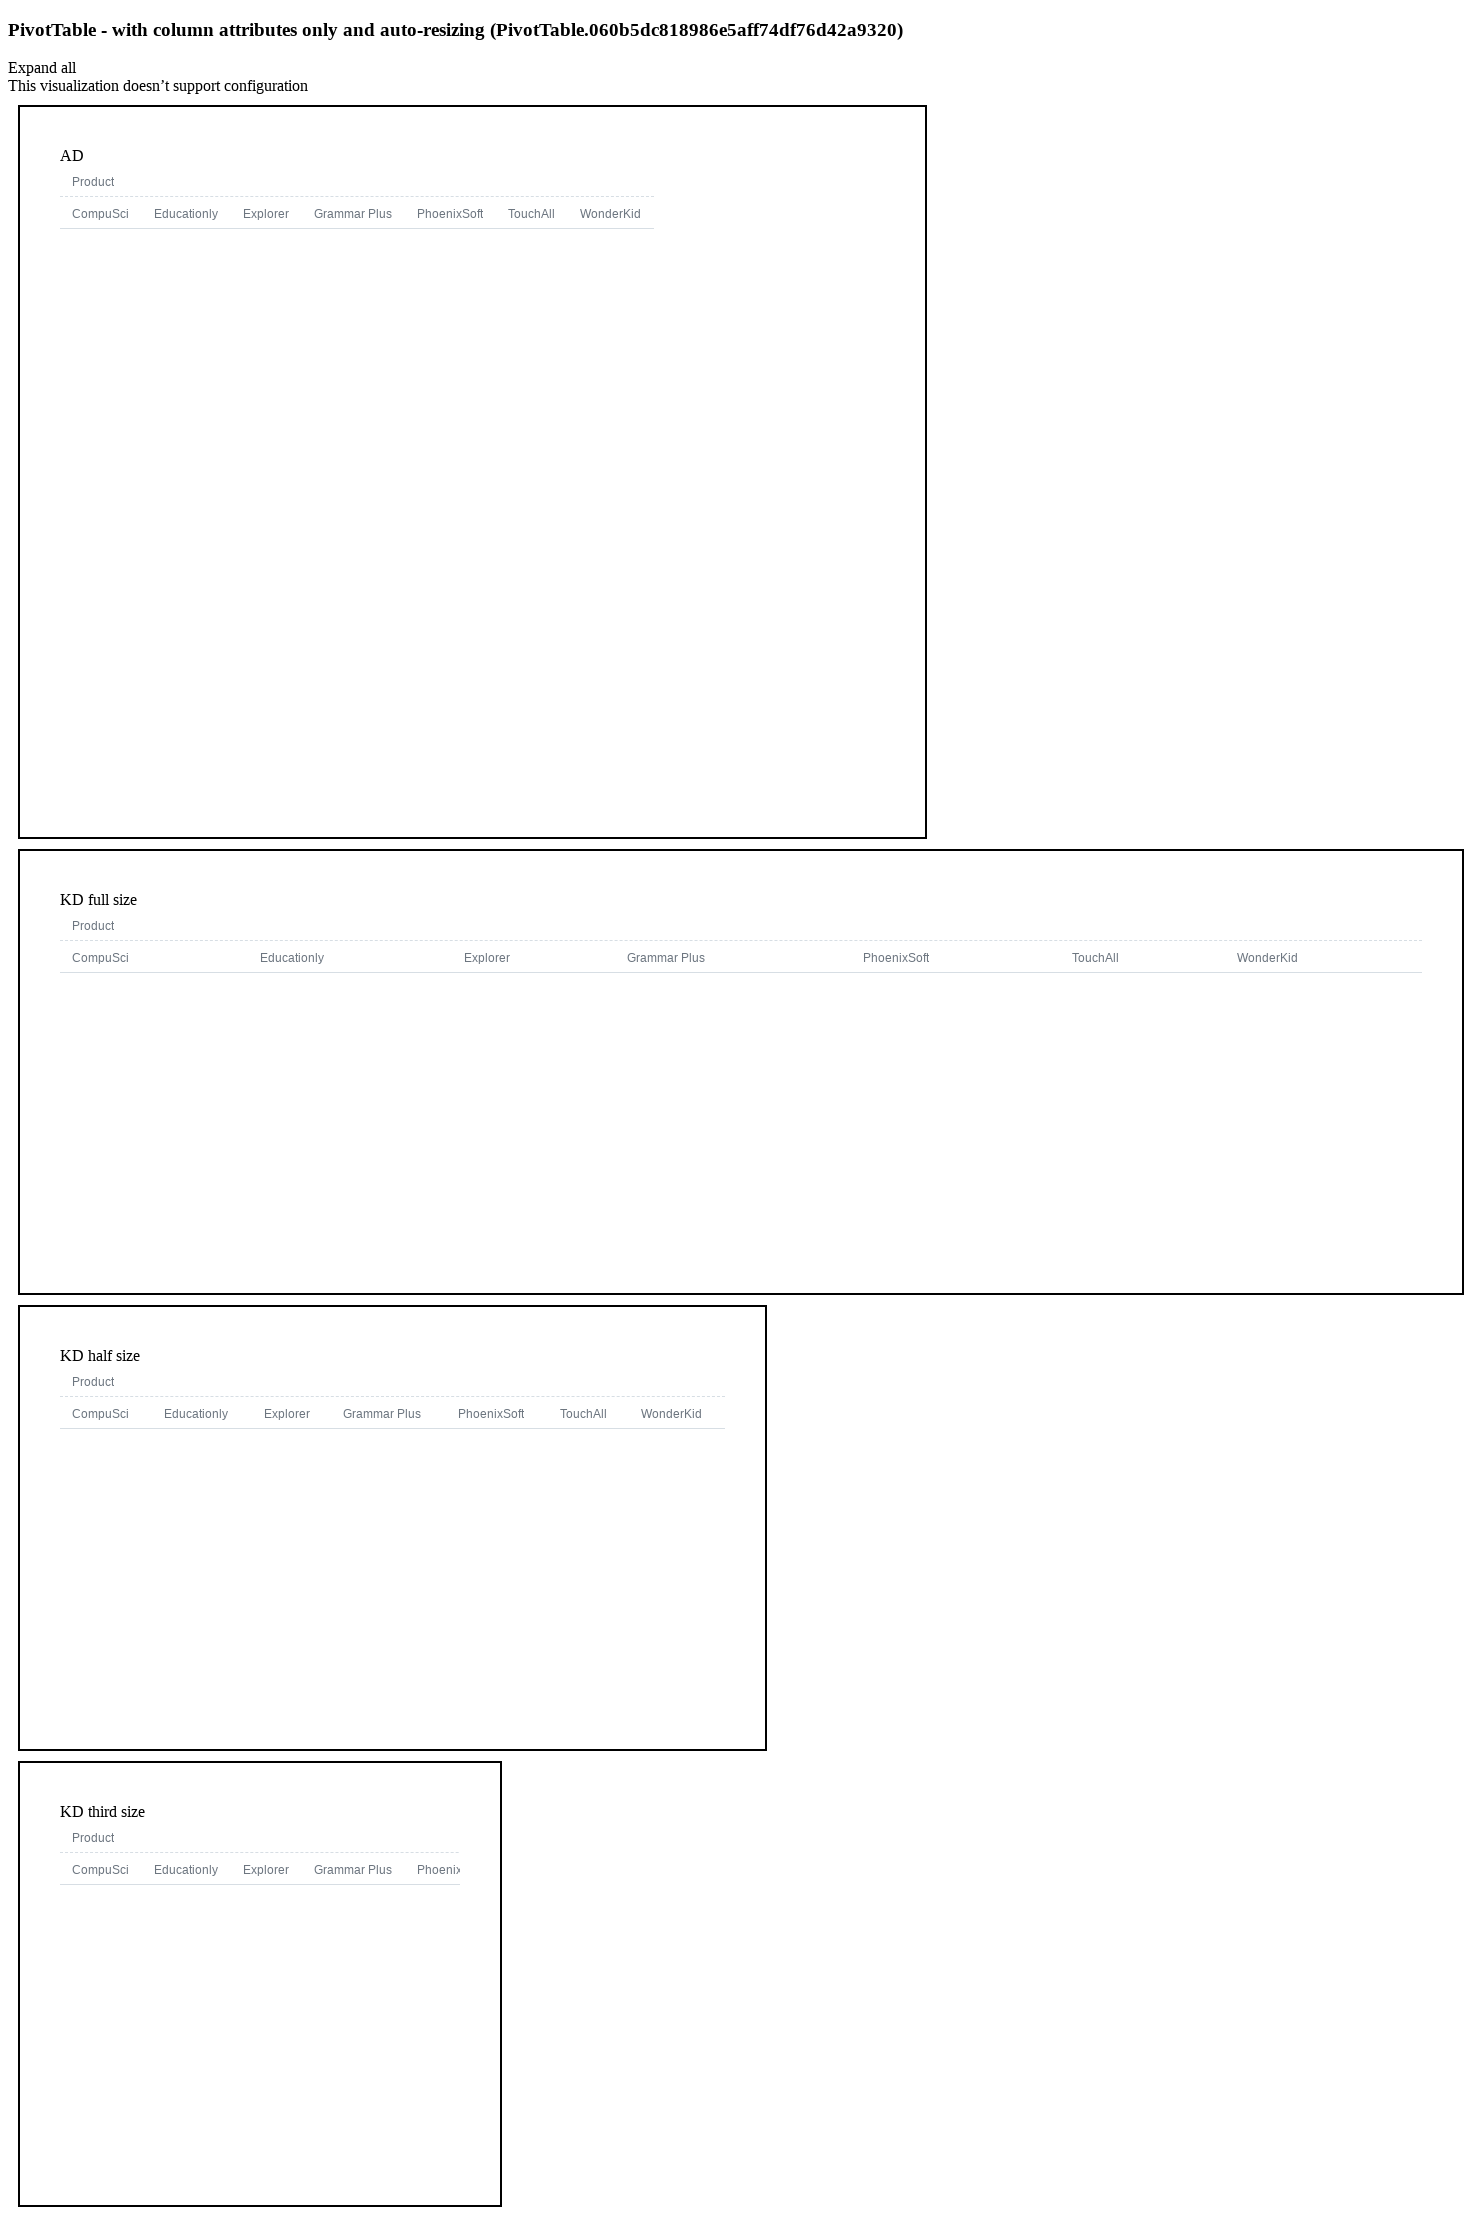 PivotTable - with column attributes only and auto-resizing (PivotTable.060b5dc818986e5aff74df76d42a9320)
Expand all
This visualization doesn’t support configuration
AD
Product
CompuSci Educationly Explorer Grammar Plus PhoenixSoft TouchAll WonderKid
KD full size
Product
CompuSci Educationly Explorer Grammar Plus PhoenixSoft TouchAll WonderKid
KD half size
Product
CompuSci Educationly Explorer Grammar Plus PhoenixSoft TouchAll WonderKid
KD third size
Product
CompuSci Educationly Explorer Grammar Plus Phoenix